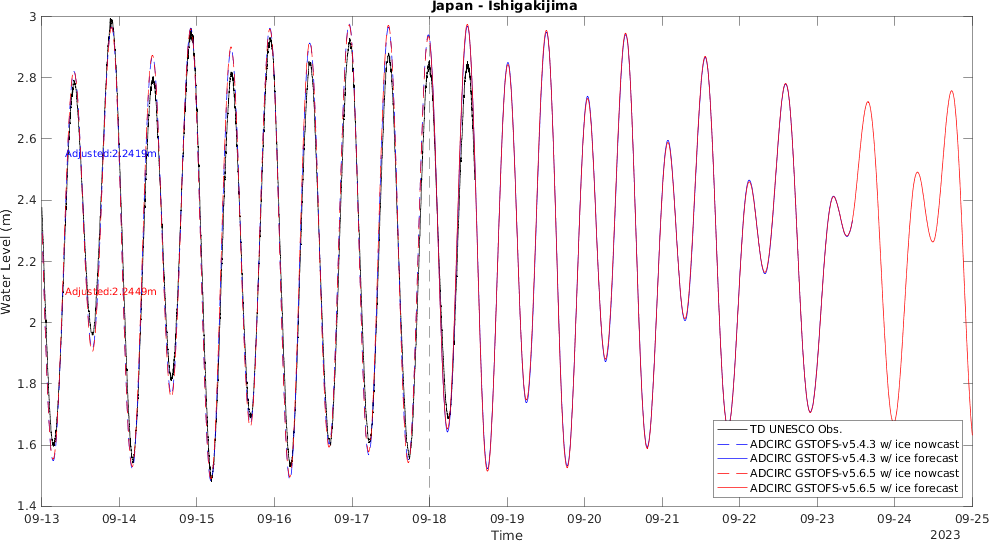 Japan - Ishigakijima
3
2.8
2.6
2.4
2.2
2
1.8
1.6
1.4
Water Level (m)
Adjusted:2.2419m
Adjusted:2.2449m
TD UNESCO Obs.
ADCIRC GSTOFS-v5.4.3 w/ ice nowcast
ADCIRC GSTOFS-v5.4.3 w/ ice forecast
ADCIRC GSTOFS-v5.6.5 w/ ice nowcast
ADCIRC GSTOFS-v5.6.5 w/ ice forecast
09-13 09-14 09-15 09-16 09-17 09-18 09-19 09-20 09-21 09-22 09-23 09-24 09-25
Time
2023